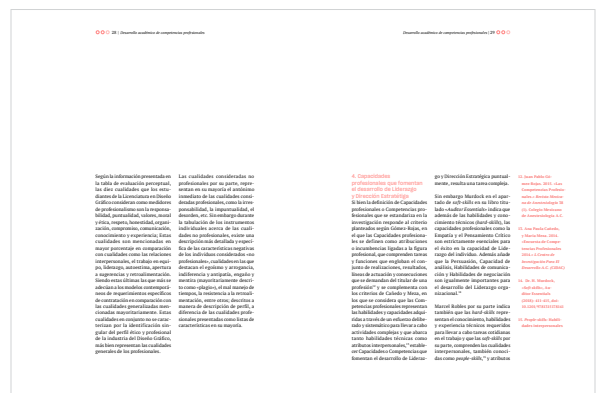 28 | Desarrollo académico de competencias profesionales
Según la información presentada en
la tabla de evaluación perceptual,
las diez cualidades que los estu-
diantes de la Licenciatura en Diseño
Gráfico consideran como mediadores
de profesionalismo son la responsa-
bilidad, puntualidad, valores, moral
y ética, respeto, honestidad, organi-
zación, compromiso, comunicación,
conocimiento y experiencia; Estas
cualidades son mencionadas en
mayor porcentaje en comparación
con cualidades como las relaciones
interpersonales, el trabajo en equi-
po, liderazgo, autoestima, apertura
a sugerencias y retroalimentación.
Siendo estas últimas las que más se
adecúan a los modelos contemporá-
neos de requerimientos específicos
de contratación en comparación con
las cualidades generalizadas men-
cionadas mayoritariamente. Estas
cualidades en conjunto no se carac-
terizan por la identificación sin-
gular del perfil ético y profesional
de la industria del Diseño Gráfico,
más bien representan las cualidades
generales de los profesionales.
Las cualidades consideradas no
profesionales por su parte, repre-
sentan en su mayoría el antónimo
inmediato de las cualidades consi-
deradas profesionales, como la irres-
ponsabilidad, la impuntualidad, el
desorden, etc. Sin embargo durante
la tabulación de los instrumentos
individuales acerca de las cuali-
dades no profesionales, existe una
descripción más detallada y especí-
fica de las características negativas
de los individuos considerados «no
profesionales», cualidades en las que
destacan el egoísmo y arrogancia,
indiferencia y antipatía, engaño y
mentira (mayoritariamente descri-
to como «plagio»), el mal manejo de
tiempos, la resistencia a la retroali-
mentación, entre otros, descritos a
manera de descripción de perfil, a
diferencia de las cualidades profe-
sionales presentadas como listas de
características en su mayoría.
Desarrollo académico de competencias profesionales | 29
4. Capacidades
profesionales que fomentan
el desarrollo de Liderazgo
y Dirección Estratégica
Si bien la definición de Capacidades
profesionales o Competencias pro-
fesionales que se estandariza en la
investigación responde al criterio
planteados según Gómez-Rojas, en
el que las Capacidades profesiona-
les se definen como atribuciones
o incumbencias ligadas a la figura
profesional, que comprenden tareas
y funciones que engloban el con-
junto de realizaciones, resultados,
líneas de actuación y consecuciones
que se demandan del titular de una
profesión¹² y se complementa con
los criterios de Cañedo y Mesa, en
los que se considera que las Com-
petencias profesionales representan
las habilidades y capacidades adqui-
ridas a través de un esfuerzo delibe-
rado y sistemático para llevar a cabo
actividades complejas y que abarca
tanto habilidades técnicas como
atributos interpersonales,¹³ estable-
cer Capacidades o Competencias que
fomentan el desarrollo de Lideraz-
go y Dirección Estratégica puntual-
mente, resulta una tarea compleja.
Sin embargo Murdoch en el apar-
tado de soft-skills en su libro titu-
lado «Auditor Essentials» indica que
además de las habilidades y cono-
cimiento técnicos (hard-skills), las
capacidades profesionales como la
Empatía y el Pensamiento Crítico
son estrictamente esenciales para
el éxito en la capacidad de Lide-
razgo del individuo. Además añade
que la Persuasión, Capacidad de
análisis, Habilidades de comunica-
ción y Habilidades de negociación
son igualmente importantes para
el desarrollo del Liderazgo orga-
nizacional.¹⁴
Marcel Robles por su parte indica
también que las hard-skills repre-
sentan el conocimiento, habilidades
y experiencia técnicos requeridos
para llevar a cabo tareas cotidianas
en el trabajo y que las soft-skills por
su parte, comprenden las cualidades
interpersonales, también conoci-
das como people-skills,¹⁵ y atributos